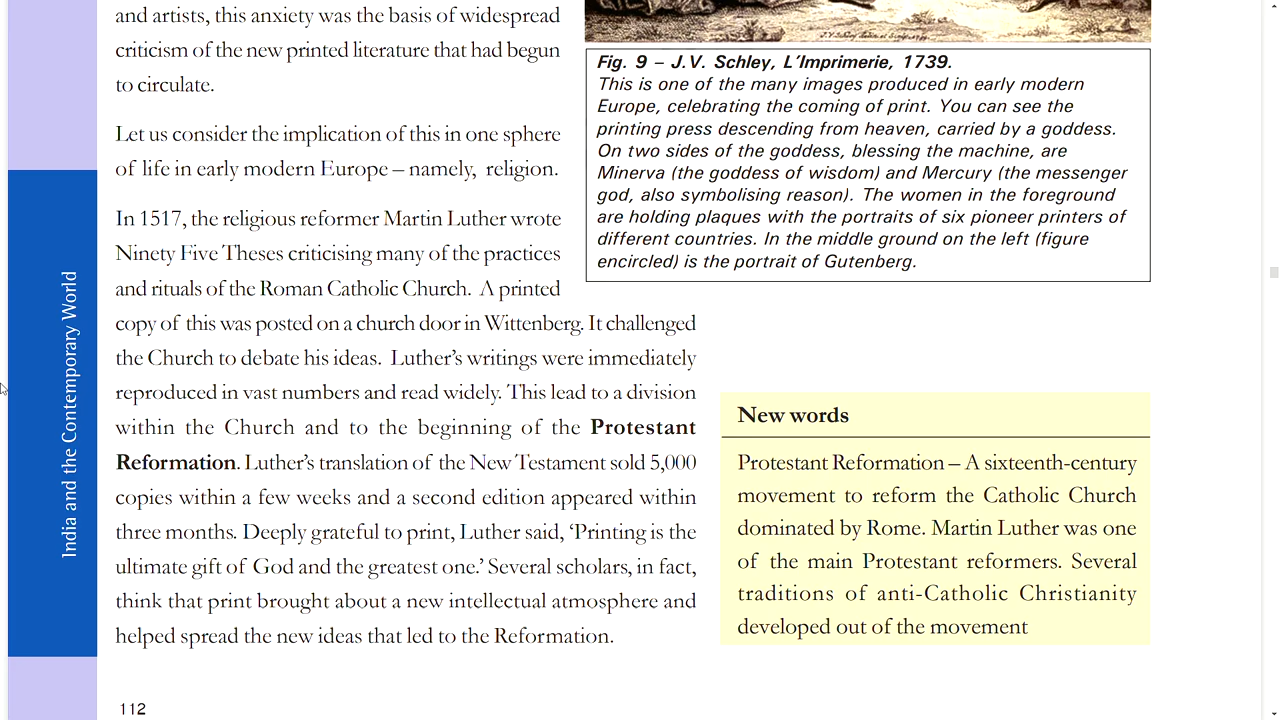 and artists, this anxiety was the basis of widespread
criticism of the new printed literature that had begun
to circulate.
Let us consider the implication of this in one sphere
of life in early modern Europe – namely, religion.
In 1517, the religious reformer Martin Luther wrote
Ninety Five Theses criticising many of the practices
and rituals of the Roman Catholic Church. A printed
copy of this was posted on a church door in Wittenberg. It challenged
the Church to debate his ideas. Luther’s writings were immediately
reproduced in vast numbers and read widely. This lead to a division
within the Church and to the beginning of the Protestant
Reformation. Luther’s translation of the New Testament sold 5,000
copies within a few weeks and a second edition appeared within
three months. Deeply grateful to print, Luther said, ‘Printing is the
ultimate gift of God and the greatest one.’ Several scholars, in fact,
think that print brought about a new intellectual atmosphere and
helped spread the new ideas that led to the Reformation.
Fig. 9 – J.V. Schley, L’Imprimerie, 1739.
This is one of the many images produced in early modern
Europe, celebrating the coming of print. You can see the
printing press descending from heaven, carried by a goddess.
On two sides of the goddess, blessing the machine, are
Minerva (the goddess of wisdom) and Mercury (the messenger
god, also symbolising reason). The women in the foreground
are holding plaques with the portraits of six pioneer printers of
different countries. In the middle ground on the left (figure
encircled) is the portrait of Gutenberg.
New words
Protestant Reformation – A sixteenth-century
movement to reform the Catholic Church
dominated by Rome. Martin Luther was one
of the main Protestant reformers. Several
traditions of anti-Catholic Christianity
developed out of the movement
India and the Contemporary World
112